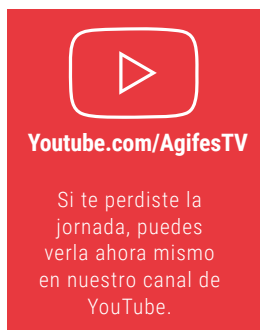 Youtube.com/AgifesTV
Si te perdiste la
jornada, puedes
verla ahora mismo
en nuestro canal de
YouTube.